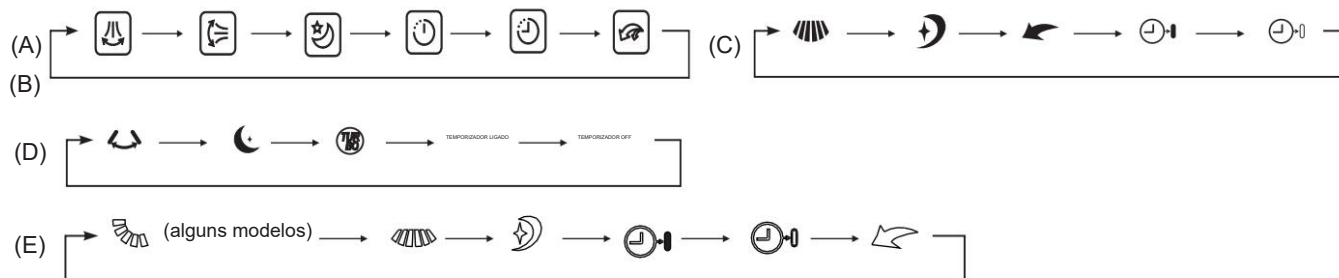 (A)
(B)
(C)
(D)
TURBO
TEMPORIZADOR LIGADO
TEMPORIZADOR OFF
(E)
(alguns modelos)